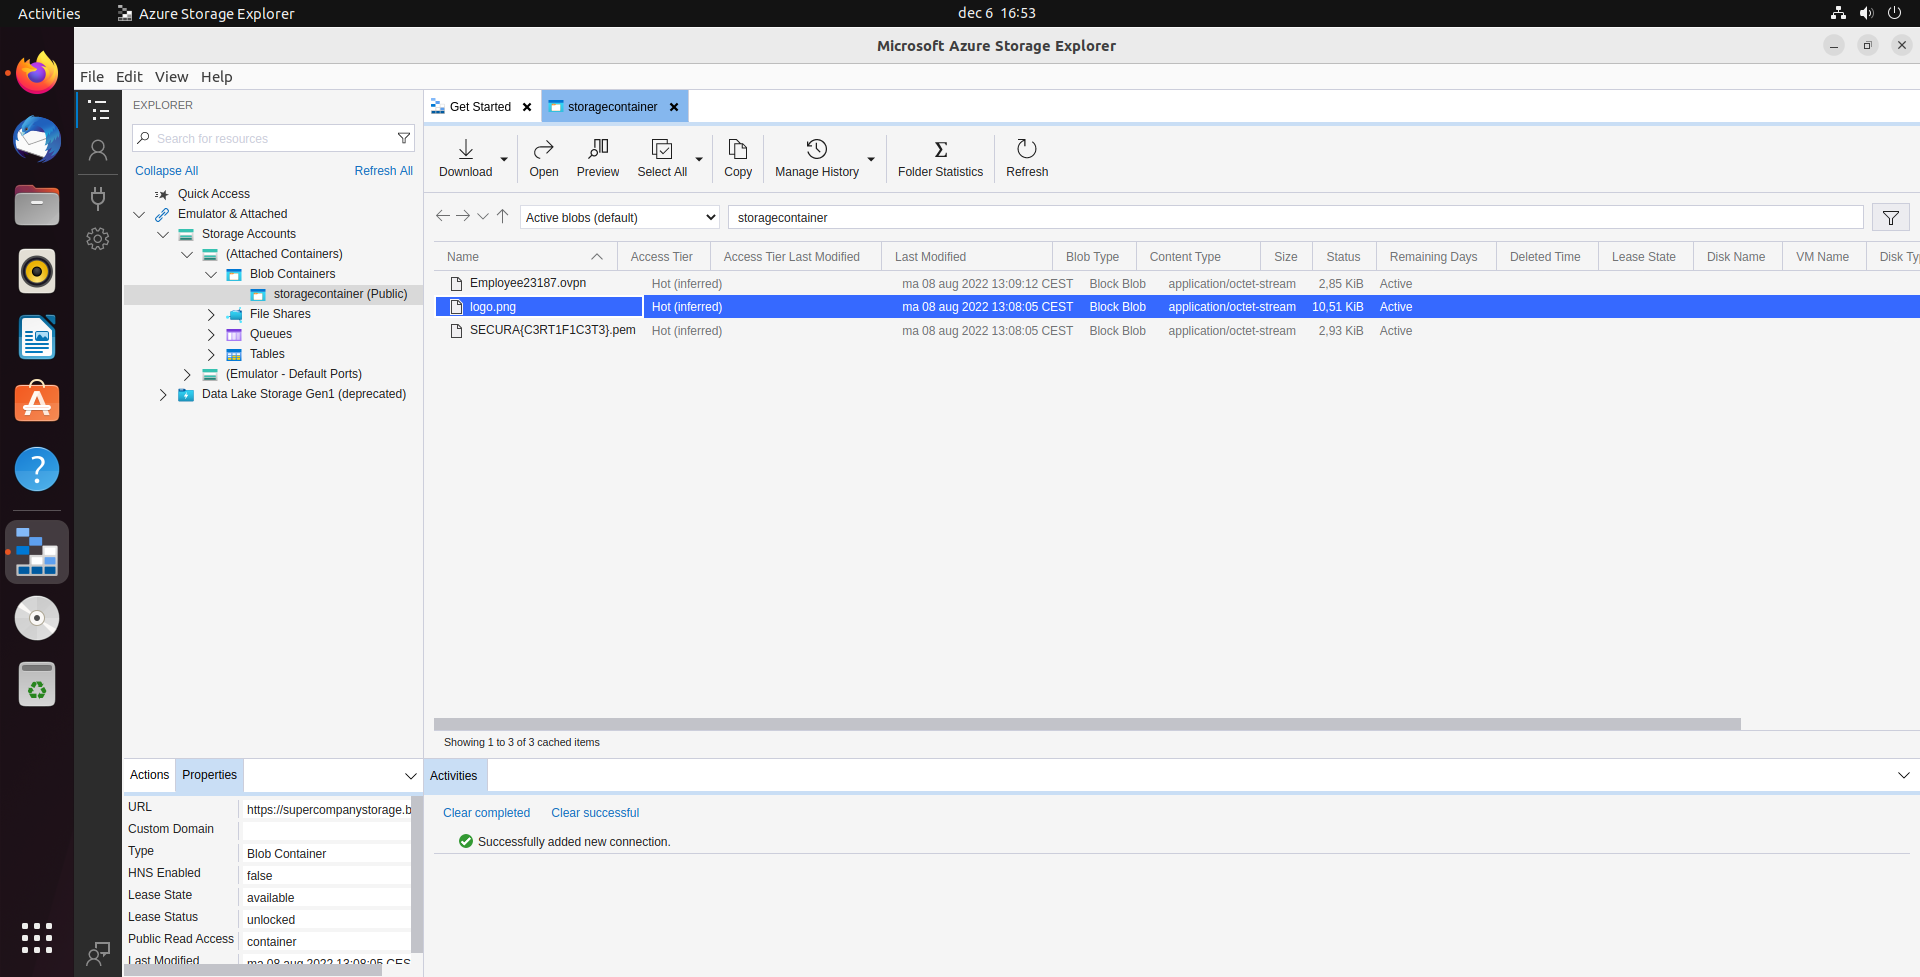 Activities
Azure Storage Explorer
dec 6 16:53
Microsoft Azure Storage Explorer
File Edit View Help
EXPLORER
Search for resources
Collapse All Refresh All
Quick Access
Emulator & Attached
Storage Accounts
(Attached Containers)
Blob Containers
storagecontainer (Public)
File Shares
Queues
Tables
(Emulator - Default Ports)
Data Lake Storage Gen1 (deprecated)
Get Started
storagecontainer
Download Open Preview Select All Copy Manage History Folder Statistics Refresh
Active blobs (default) storagecontainer
Name Access Tier Access Tier Last Modified Last Modified Blob Type Content Type Size Status Remaining Days Deleted Time Lease State Disk Name VM Name Disk Ty
Employee23187.ovpn Hot (inferred) ma 08 aug 2022 13:09:12 CEST Block Blob application/octet-stream 2,85 KiB Active
logo.png Hot (inferred) ma 08 aug 2022 13:08:05 CEST Block Blob application/octet-stream 10,51 KiB Active
SECURA{C3RT1F1C3T3}.pem Hot (inferred) ma 08 aug 2022 13:08:05 CEST Block Blob application/octet-stream 2,93 KiB Active
Showing 1 to 3 of 3 cached items
Actions Properties
URL https://supercompanystorage.b
Custom Domain
Type Blob Container
HNS Enabled false
Lease State available
Lease Status unlocked
Public Read Access container
Last Modified ma 08 aug 2022 13:08:05 CES
Activities
Clear completed Clear successful
Successfully added new connection.